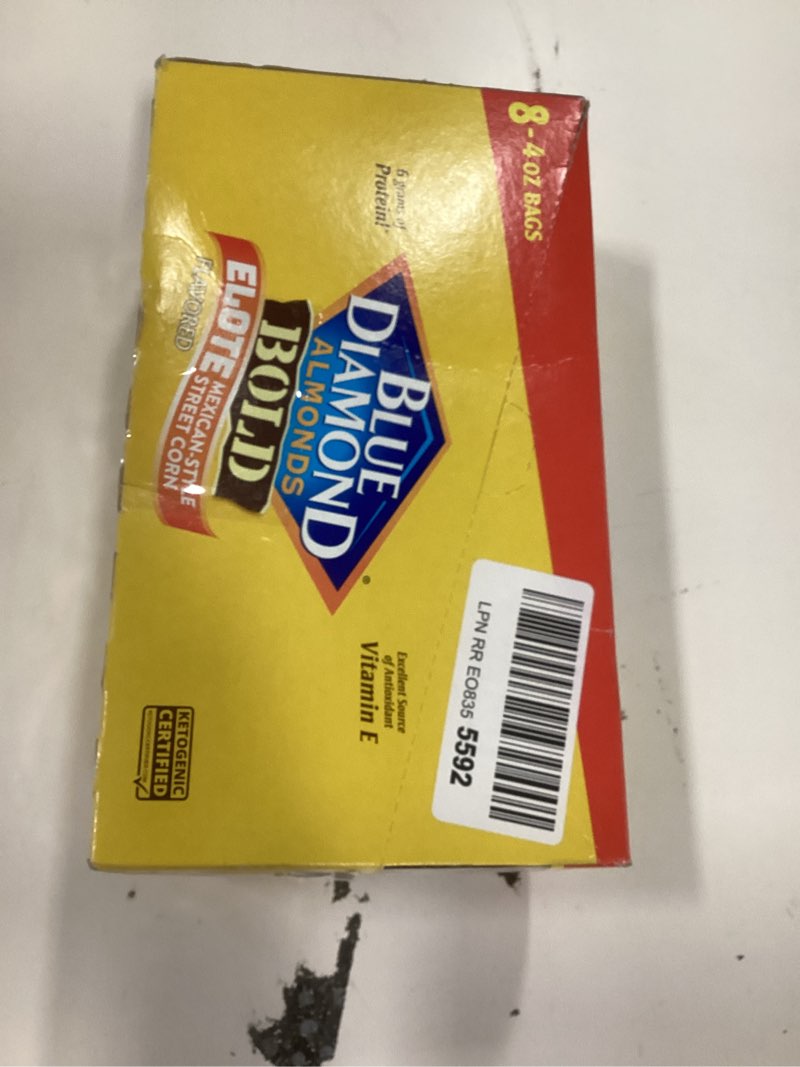 8-4 OZ BAGS
6 grams of
Protein!*
BLUE
DIAMOND
ALMONDS
®
BOLD
ELOTE MEXICAN-STYLE
STREET CORN
FLAVORED
Excellent Source
of Antioxidant
Vitamin E
KETOGENIC
CERTIFIED
LPN RR EO835 5592